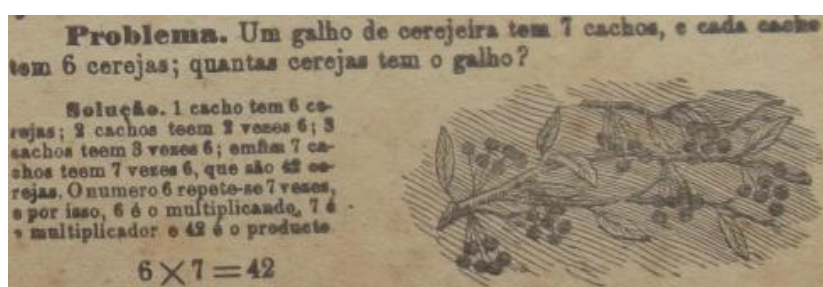 Problema. Um galho de cerejeira tem 7 cachos, e cada cacho
tem 6 cerejas; quantas cerejas tem o galho?
Solução. 1 cacho tem 6 ce-
rejas; 2 cachos teem 2 vezes 6; 3
cachos teem 3 vezes 6; emfim 7 ca-
chos teem 7 vezes 6, que são 42 ce-
rejas. O numero 6 repete-se 7 vezes,
e por isso, 6 é o multiplicando, 7 é
o multiplicador e 42 é o producto
6 × 7 = 42